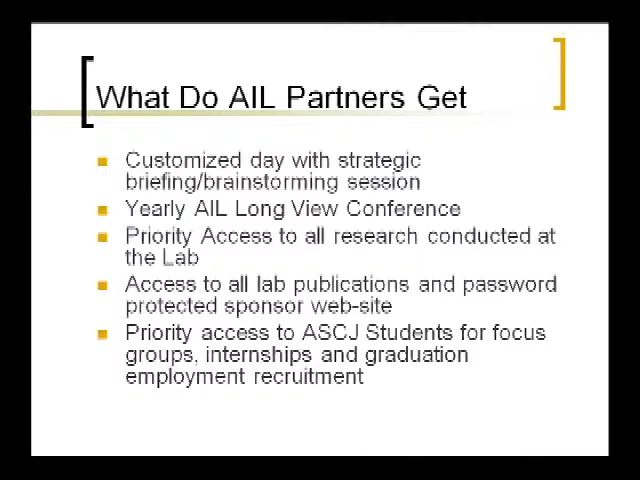 What Do AIL Partners Get
Customized day with strategic
briefing/brainstorming session
Yearly AIL Long View Conference
Priority Access to all research conducted at
the Lab
Access to all lab publications and password
protected sponsor web-site
Priority access to ASCJ Students for focus
groups, internships and graduation
employment recruitment